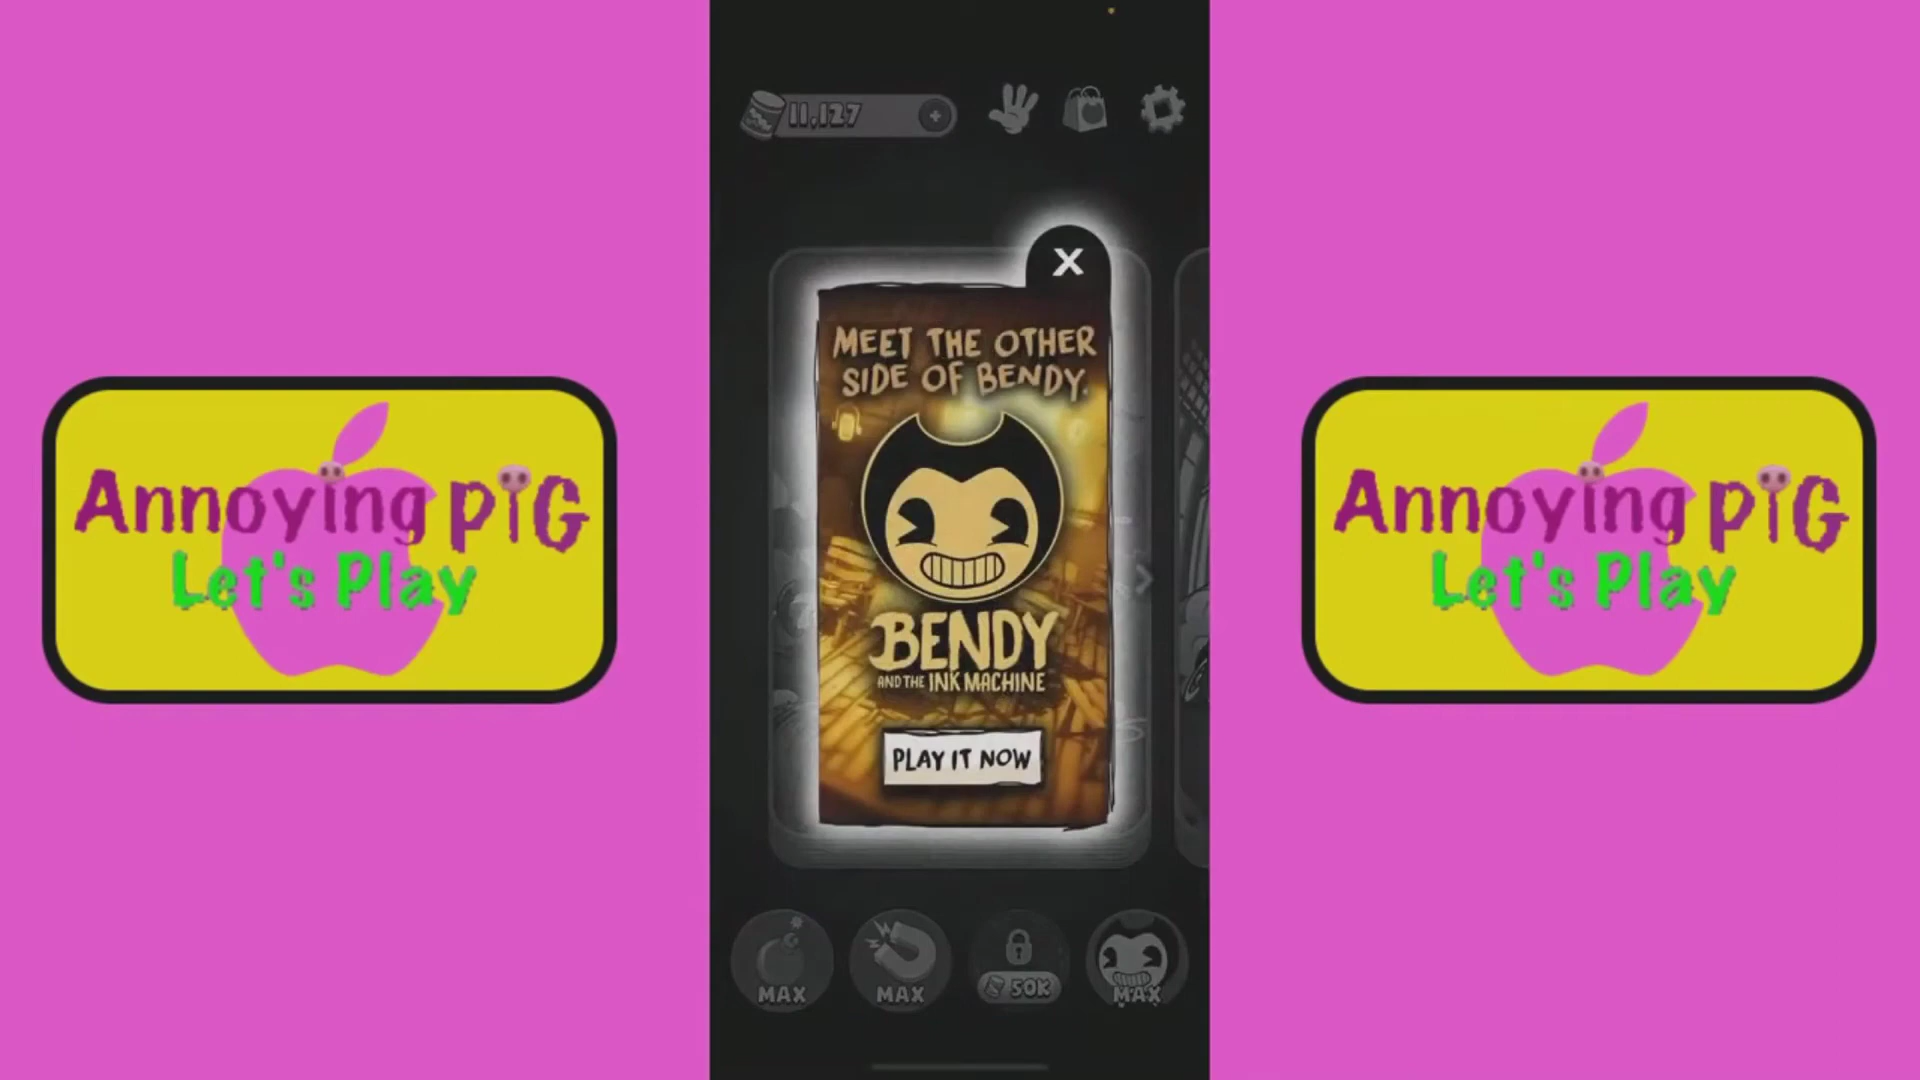 11,127
X
MEET THE OTHER
SIDE OF BENDY.
BENDY
AND THE INK MACHINE
PLAY IT NOW
MAX
MAX
50K
MAX
Annoying PiG
Let's Play
Annoying PiG
Let's Play